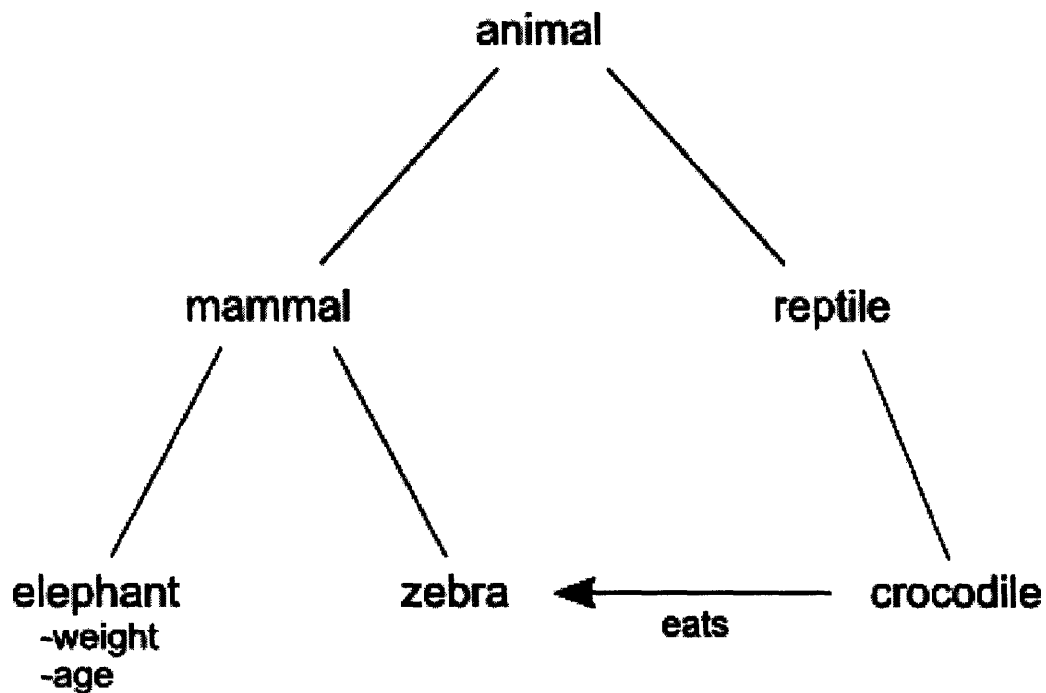 animal
mammal
reptile
elephant
-weight
-age
zebra
eats
crocodile